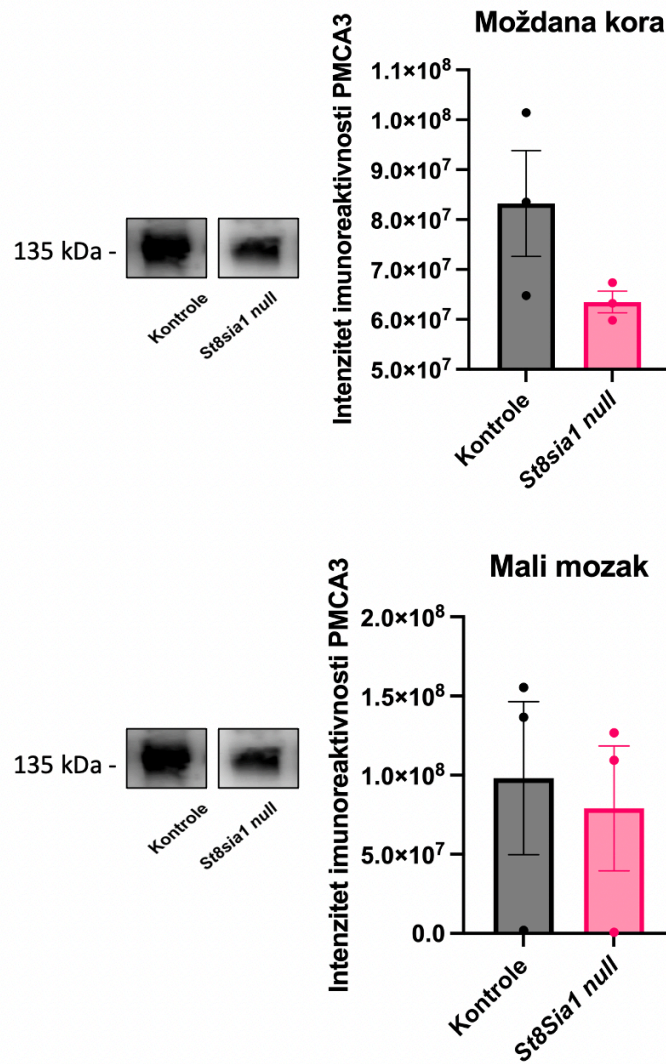 Moždana kora
Intenzitet imunoreaktivnosti PMCA3
1.1×10⁸
1.0×10⁸
9.0×10⁷
8.0×10⁷
7.0×10⁷
6.0×10⁷
5.0×10⁷
135 kDa -
Kontrole
St8sia1 null
Kontrole
St8sia1 null
Mali mozak
Intenzitet imunoreaktivnosti PMCA3
2.0×10⁸
1.5×10⁸
1.0×10⁸
5.0×10⁷
0.0
135 kDa -
Kontrole
St8sia1 null
Kontrole
St8Sia1 null